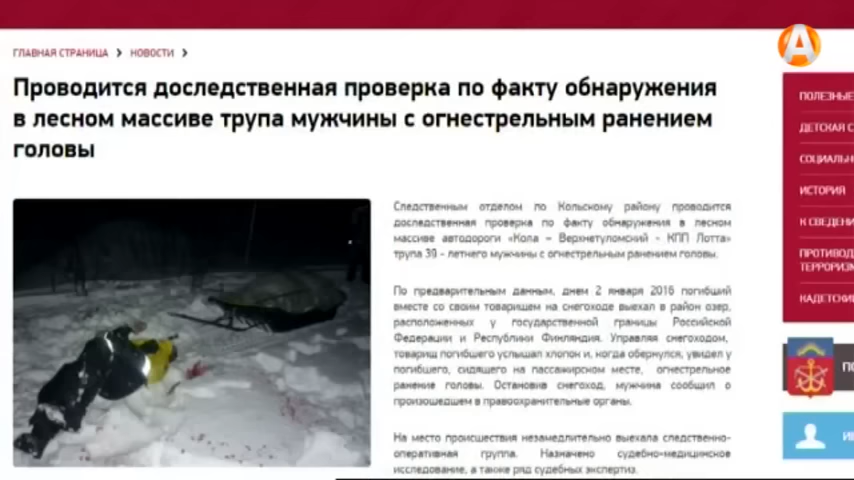 ГЛАВНАЯ СТРАНИЦА > НОВОСТИ >
А
Проводится доследственная проверка по факту обнаружения
в лесном массиве трупа мужчины с огнестрельным ранением
головы
Следственным отделом по Кольскому району проводится
доследственная проверка по факту обнаружения в лесном
массиве автодороги «Кола – Верхнетуломский - КПП Лотта»
трупа 39 - летнего мужчины с огнестрельным ранением головы.
По предварительным данным, днем 2 января 2016 погибший
вместе со своим товарищем на снегоходе выехал в район озер,
расположенных у государственной границы Российской
Федерации и Республики Финляндия. Управляя снегоходом,
товарищ погибшего услышал хлопок и, когда обернулся, увидел у
погибшего, сидящего на пассажирском месте, огнестрельное
ранение головы. Остановив снегоход, мужчина сообщил о
произошедшем в правоохранительные органы.
На место происшествия незамедлительно выехала следственно-
оперативная группа. Назначено судебно-медицинское
исследование, а также ряд судебных экспертиз.
ПОЛЕЗНЫЕ
ДЕТСКАЯ С
СОЦИАЛЬН
ИСТОРИЯ
К СВЕДЕНИ
ПРОТИВОД
ТЕРРОРИЗМ
КАДЕТСКИЕ
ПО